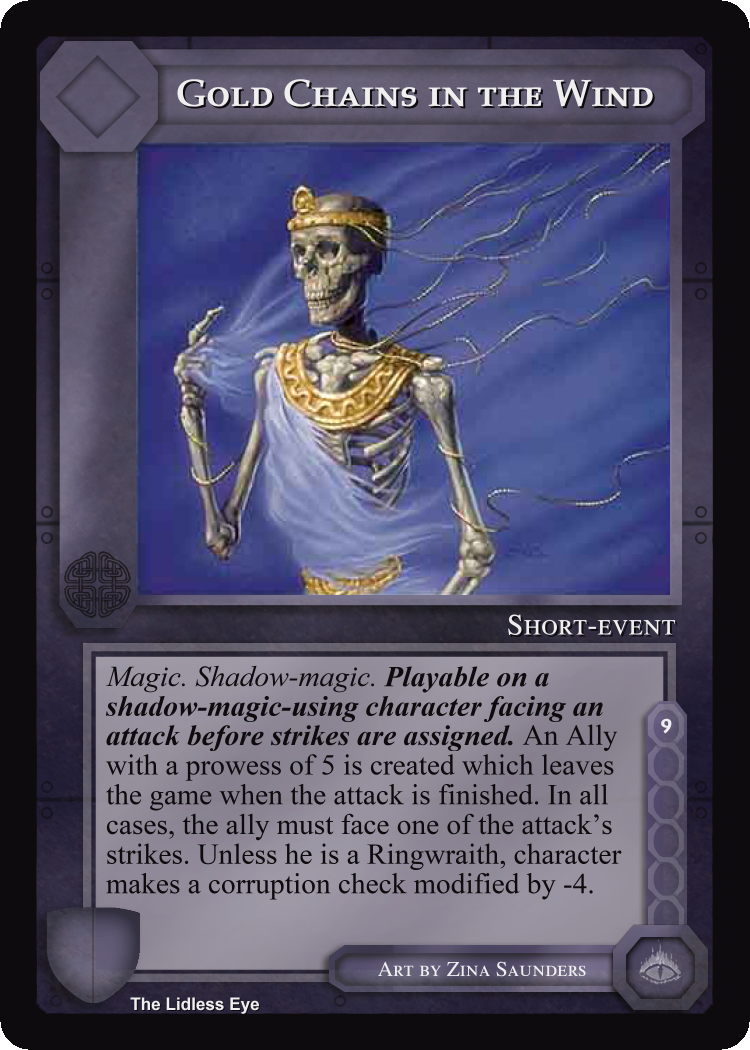 Gold Chains in the Wind
Short-event
Magic. Shadow-magic. Playable on a
shadow-magic-using character facing an
attack before strikes are assigned. An Ally
with a prowess of 5 is created which leaves
the game when the attack is finished. In all
cases, the ally must face one of the attack’s
strikes. Unless he is a Ringwraith, character
makes a corruption check modified by -4.
9
Art by Zina Saunders
The Lidless Eye